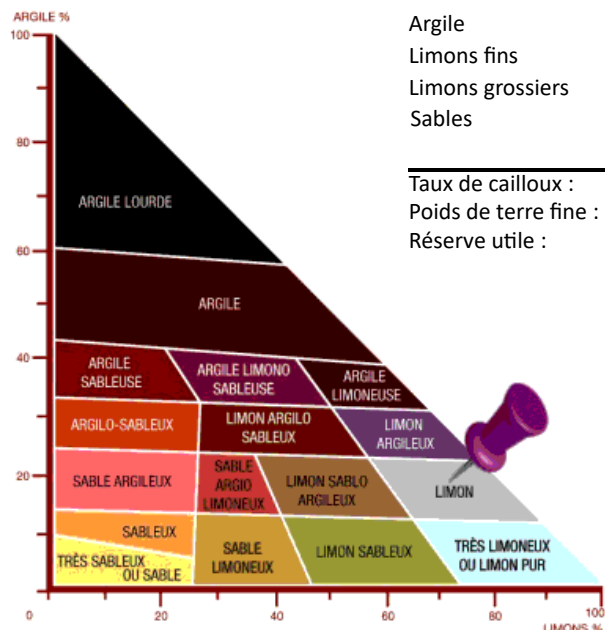 ARGILE %
100
80
60
40
20
0
20
40
60
80
100
LIMONS %
ARGILE LOURDE
ARGILE
ARGILE
SABLEUSE
ARGILE LIMONO
SABLEUSE
ARGILE
LIMONEUSE
ARGILO-SABLEUX
LIMON ARGILO
SABLEUX
LIMON
ARGILEUX
SABLE ARGILEUX
SABLE
ARGIO
LIMONEUX
LIMON SABLO
ARGILEUX
LIMON
SABLEUX
TRÈS SABLEUX
OU SABLE
SABLE
LIMONEUX
LIMON SABLEUX
TRÈS LIMONEUX
OU LIMON PUR
Argile
Limons fins
Limons grossiers
Sables
Taux de cailloux :
Poids de terre fine :
Réserve utile :